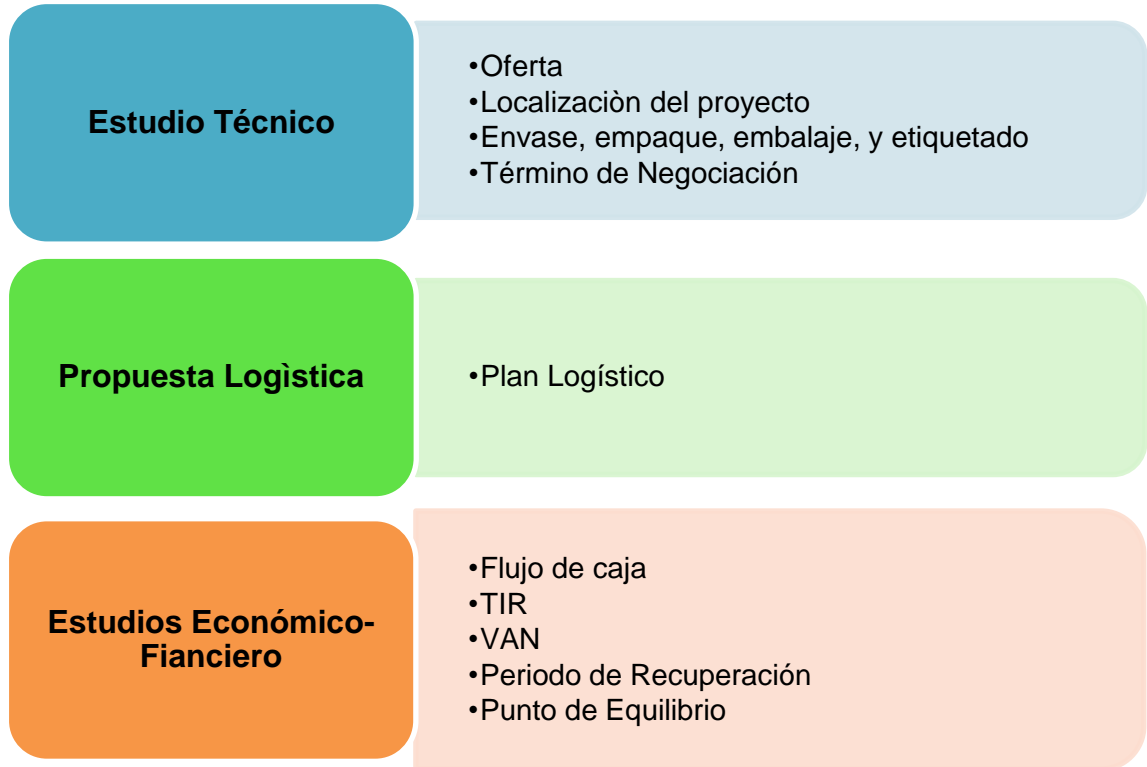 Estudio Técnico
•Oferta
•Localizaciòn del proyecto
•Envase, empaque, embalaje, y etiquetado
•Término de Negociación
Propuesta Logìstica
•Plan Logístico
Estudios Económico-
Fianciero
•Flujo de caja
•TIR
•VAN
•Periodo de Recuperación
•Punto de Equilibrio